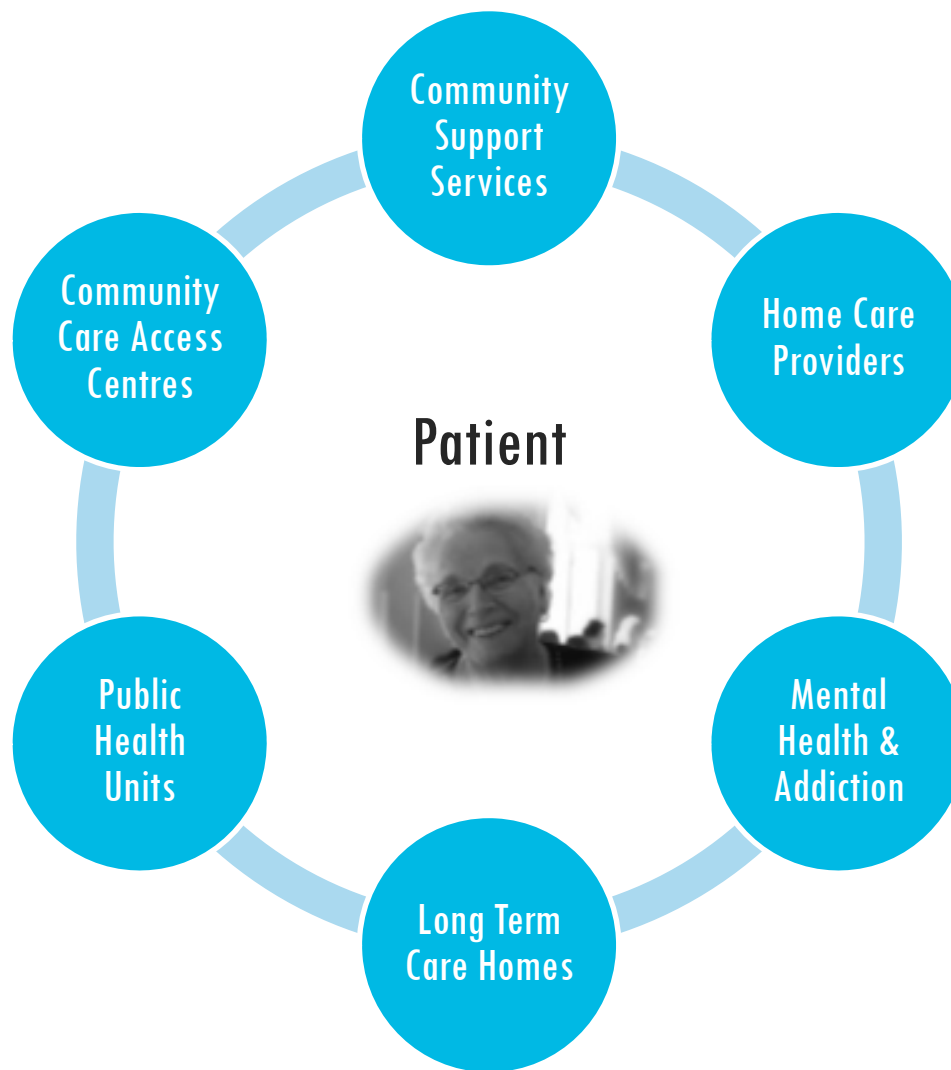 Community
Support
Services
Home Care
Providers
Mental
Health &
Addiction
Long Term
Care Homes
Public
Health
Units
Community
Care Access
Centres
Patient